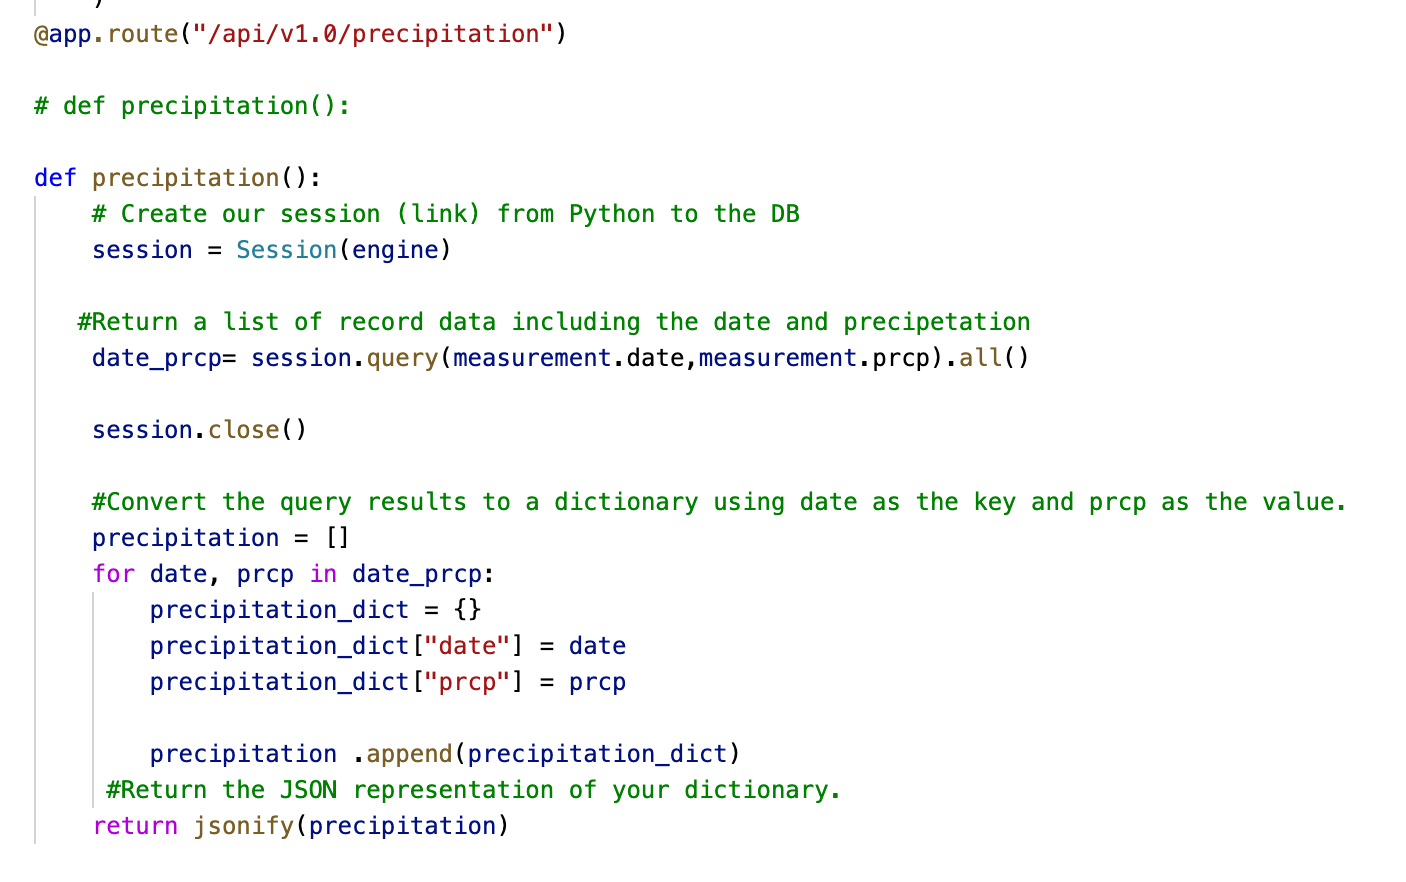 )
@app.route("/api/v1.0/precipitation")
# def precipitation():
def precipitation():
# Create our session (link) from Python to the DB
session = Session(engine)
#Return a list of record data including the date and precipetation
date_prcp= session.query(measurement.date,measurement.prcp).all()
session.close()
#Convert the query results to a dictionary using date as the key and prcp as the value.
precipitation = []
for date, prcp in date_prcp:
precipitation_dict = {}
precipitation_dict["date"] = date
precipitation_dict["prcp"] = prcp
precipitation .append(precipitation_dict)
#Return the JSON representation of your dictionary.
return jsonify(precipitation)